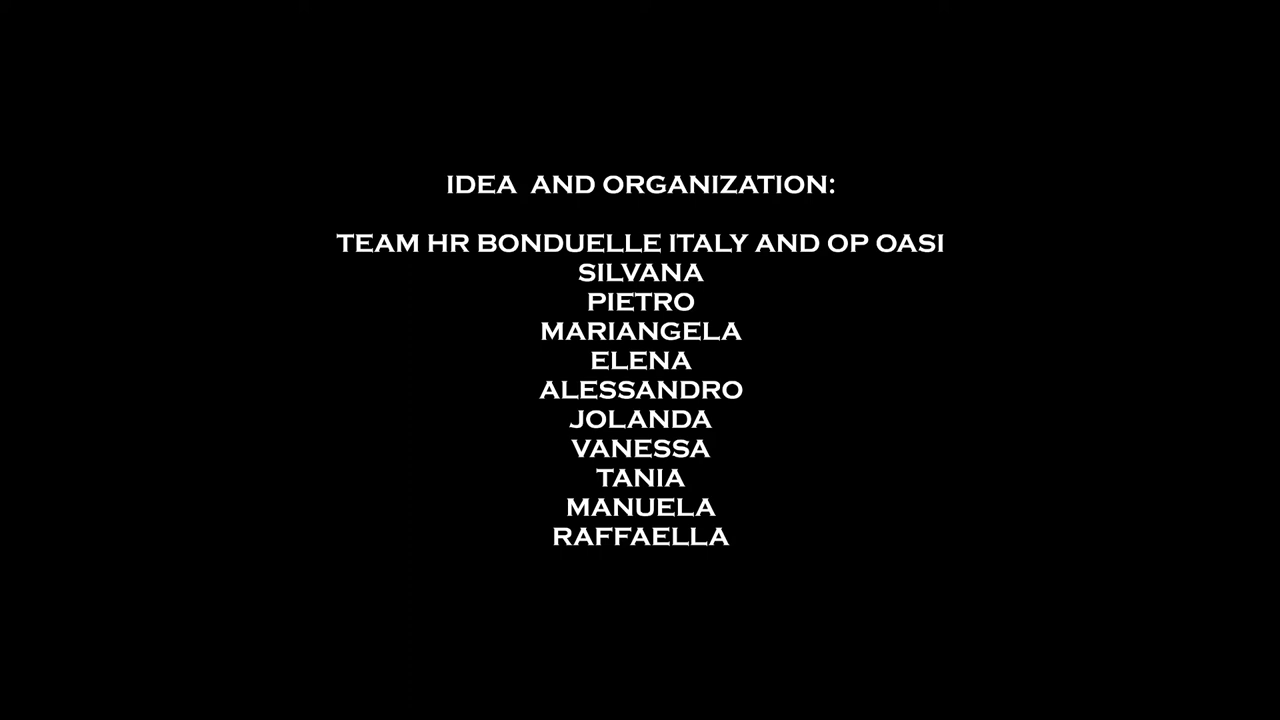 IDEA  AND ORGANIZATION:
TEAM HR BONDUELLE ITALY AND OP OASI
SILVANA
PIETRO
MARIANGELA
ELENA
ALESSANDRO
JOLANDA
VANESSA
TANIA
MANUELA
RAFFAELLA